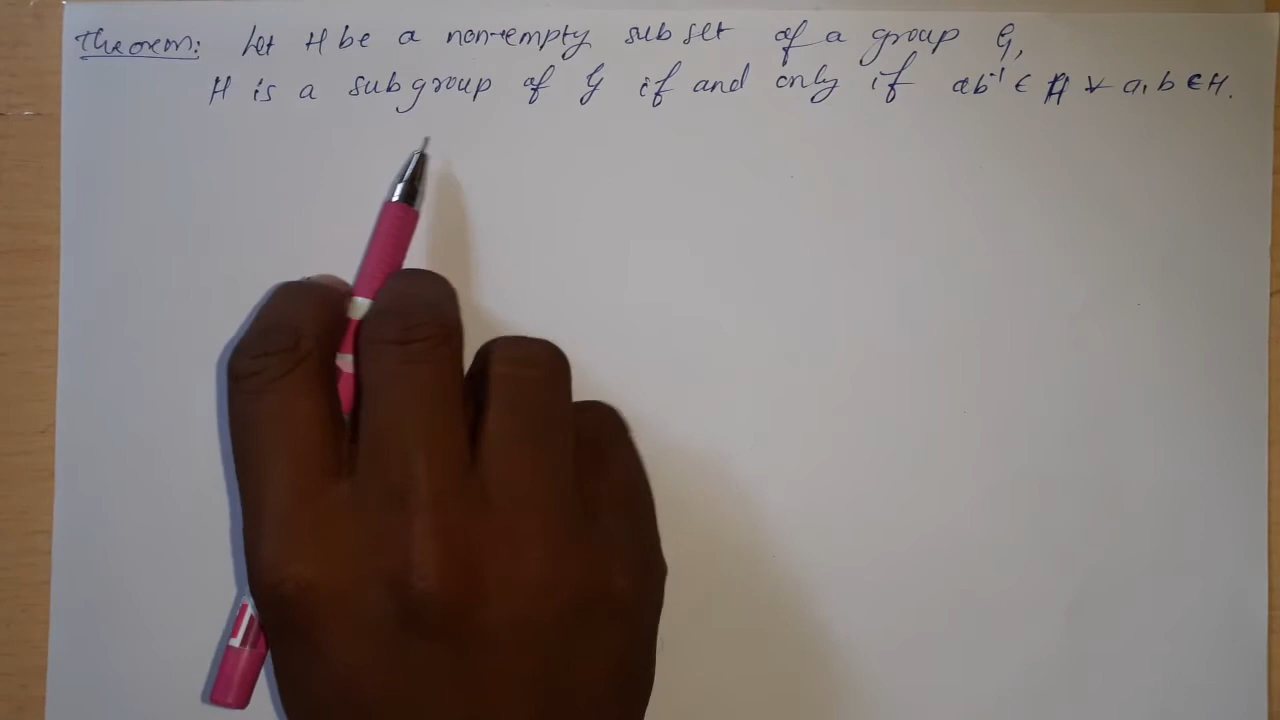 Theorem: Let H be a non-empty subset of a group G,
H is a subgroup of G if and only if ab⁻¹ ∈ H ∀ a, b ∈ H.